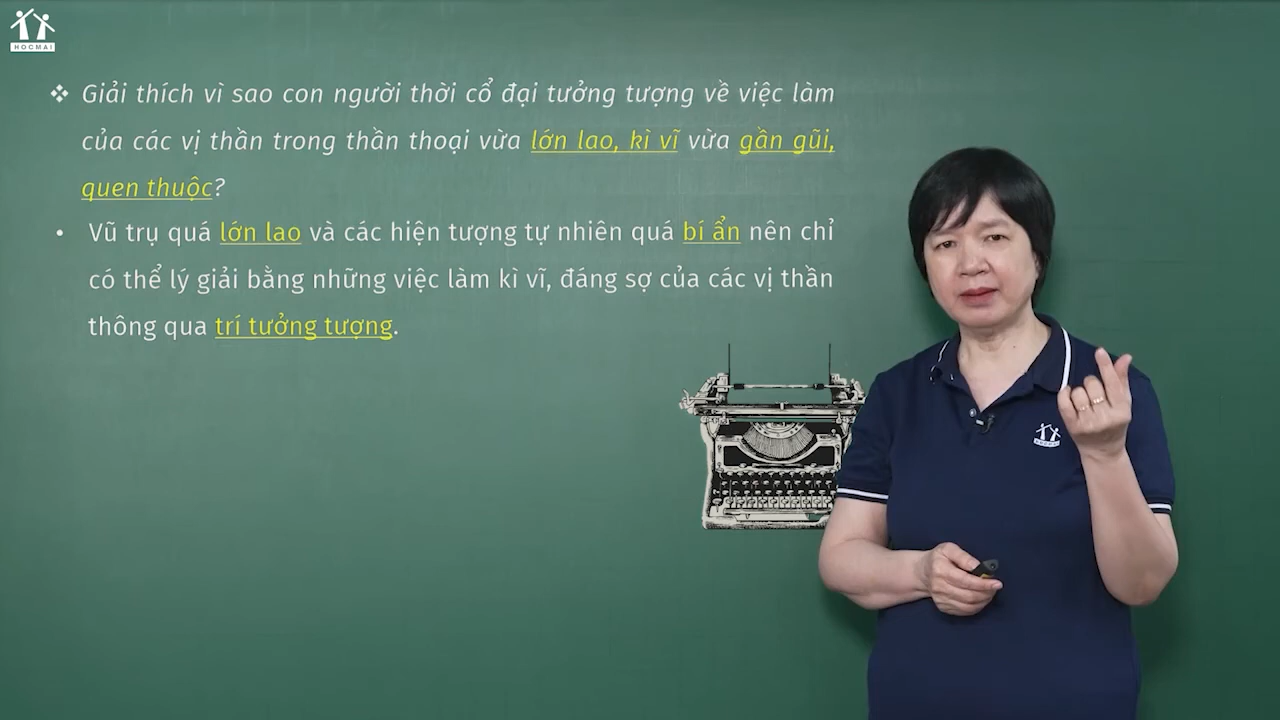 HOCMAI
❖ Giải thích vì sao con người thời cổ đại tưởng tượng về việc làm
của các vị thần trong thần thoại vừa lớn lao, kì vĩ vừa gần gũi,
quen thuộc?
• Vũ trụ quá lớn lao và các hiện tượng tự nhiên quá bí ẩn nên chỉ
có thể lý giải bằng những việc làm kì vĩ, đáng sợ của các vị thần
thông qua trí tưởng tượng.
HOCMAI